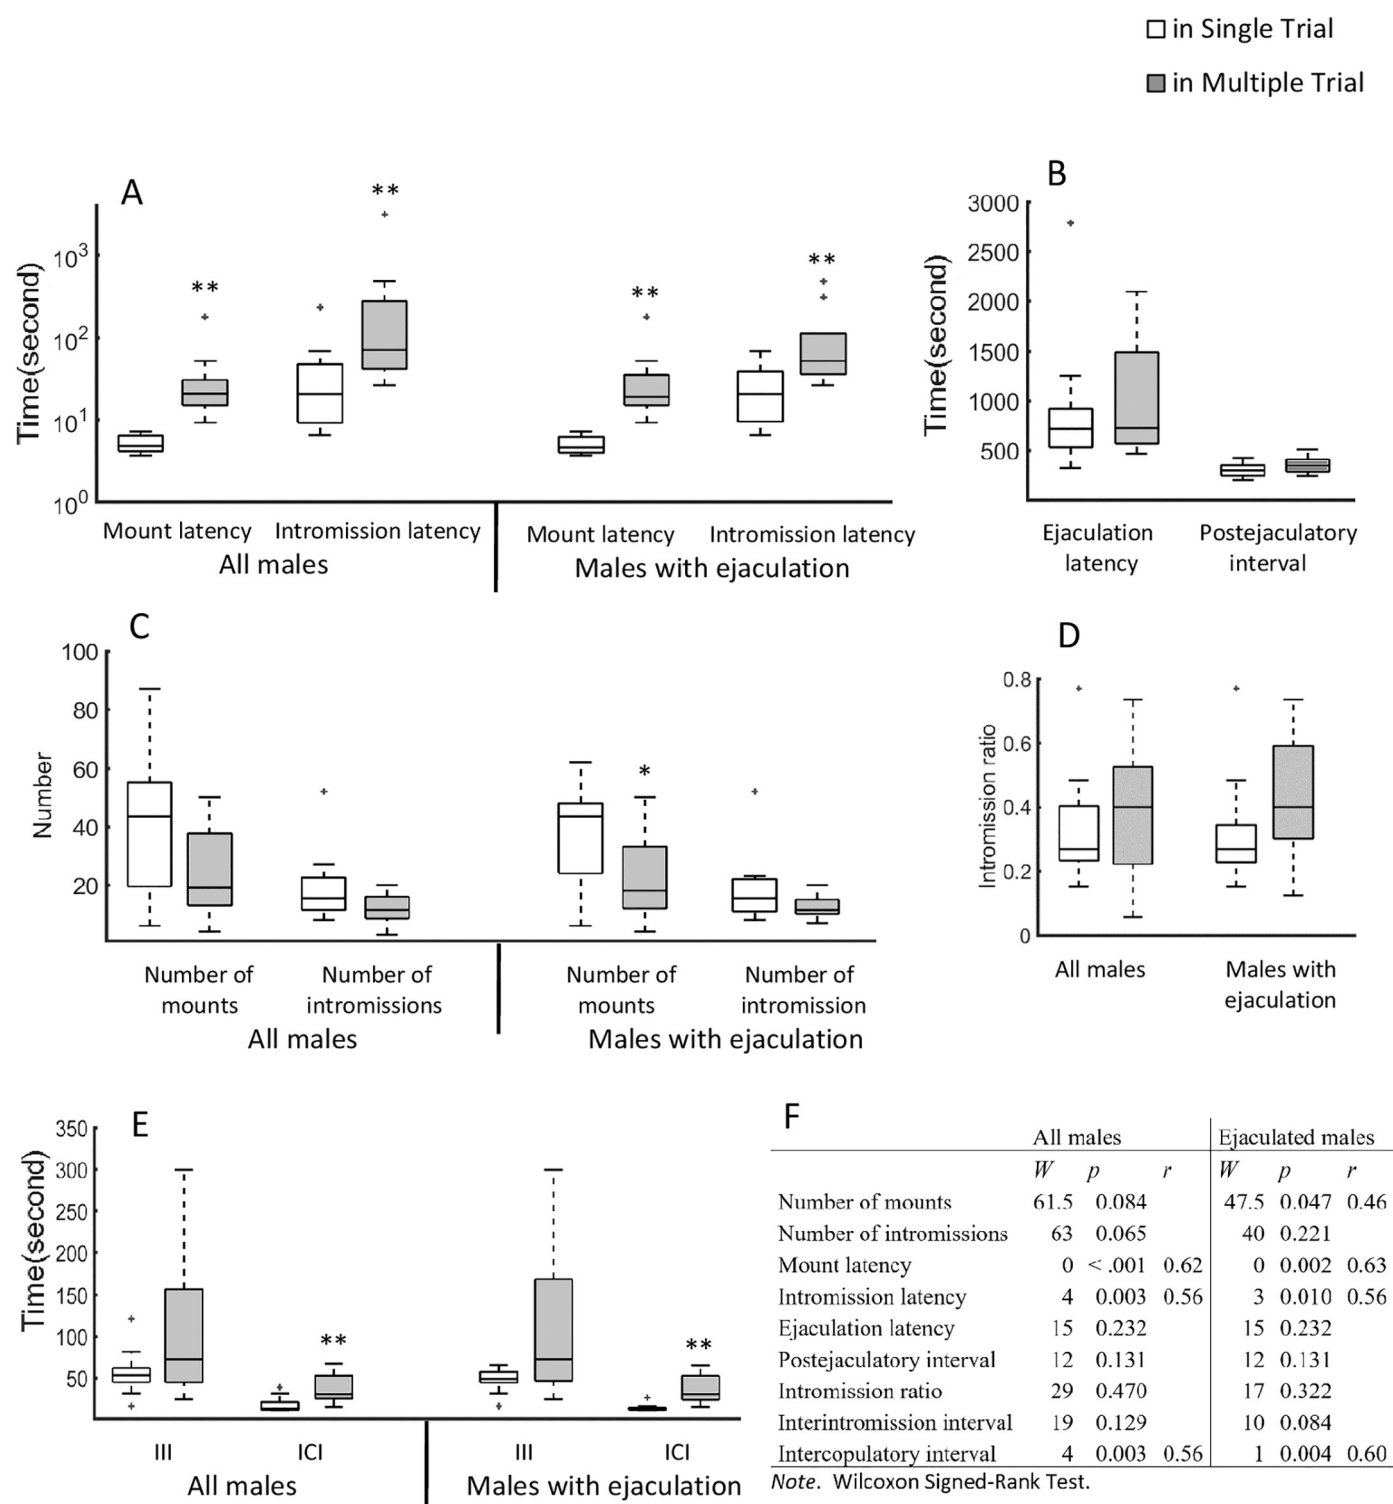 in Single Trial
in Multiple Trial
A
**
**
**
**
Time(second)
10^3
10^2
10^1
10^0
Mount latency Intromission latency
All males
Mount latency Intromission latency
Males with ejaculation
B
Time(second)
3000
2500
2000
1500
1000
500
Ejaculation latency
Postejaculatory interval
C
Number
100
80
60
40
20
*
Number of mounts
Number of intromissions
All males
Number of mounts
Number of intromission
Males with ejaculation
D
Intromission ratio
0.8
0.6
0.4
0.2
0
All males
Males with ejaculation
E
Time(second)
350
300
250
200
150
100
50
**
**
III ICI
All males
III ICI
Males with ejaculation
F
All males Ejaculated males
W p r W p r
Number of mounts 61.5 0.084 47.5 0.047 0.46
Number of intromissions 63 0.065 40 0.221
Mount latency 0 < .001 0.62 0 0.002 0.63
Intromission latency 4 0.003 0.56 3 0.010 0.56
Ejaculation latency 15 0.232 15 0.232
Postejaculatory interval 12 0.131 12 0.131
Intromission ratio 29 0.470 17 0.322
Interintromission interval 19 0.129 10 0.084
Intercopulatory interval 4 0.003 0.56 1 0.004 0.60
Note. Wilcoxon Signed-Rank Test.